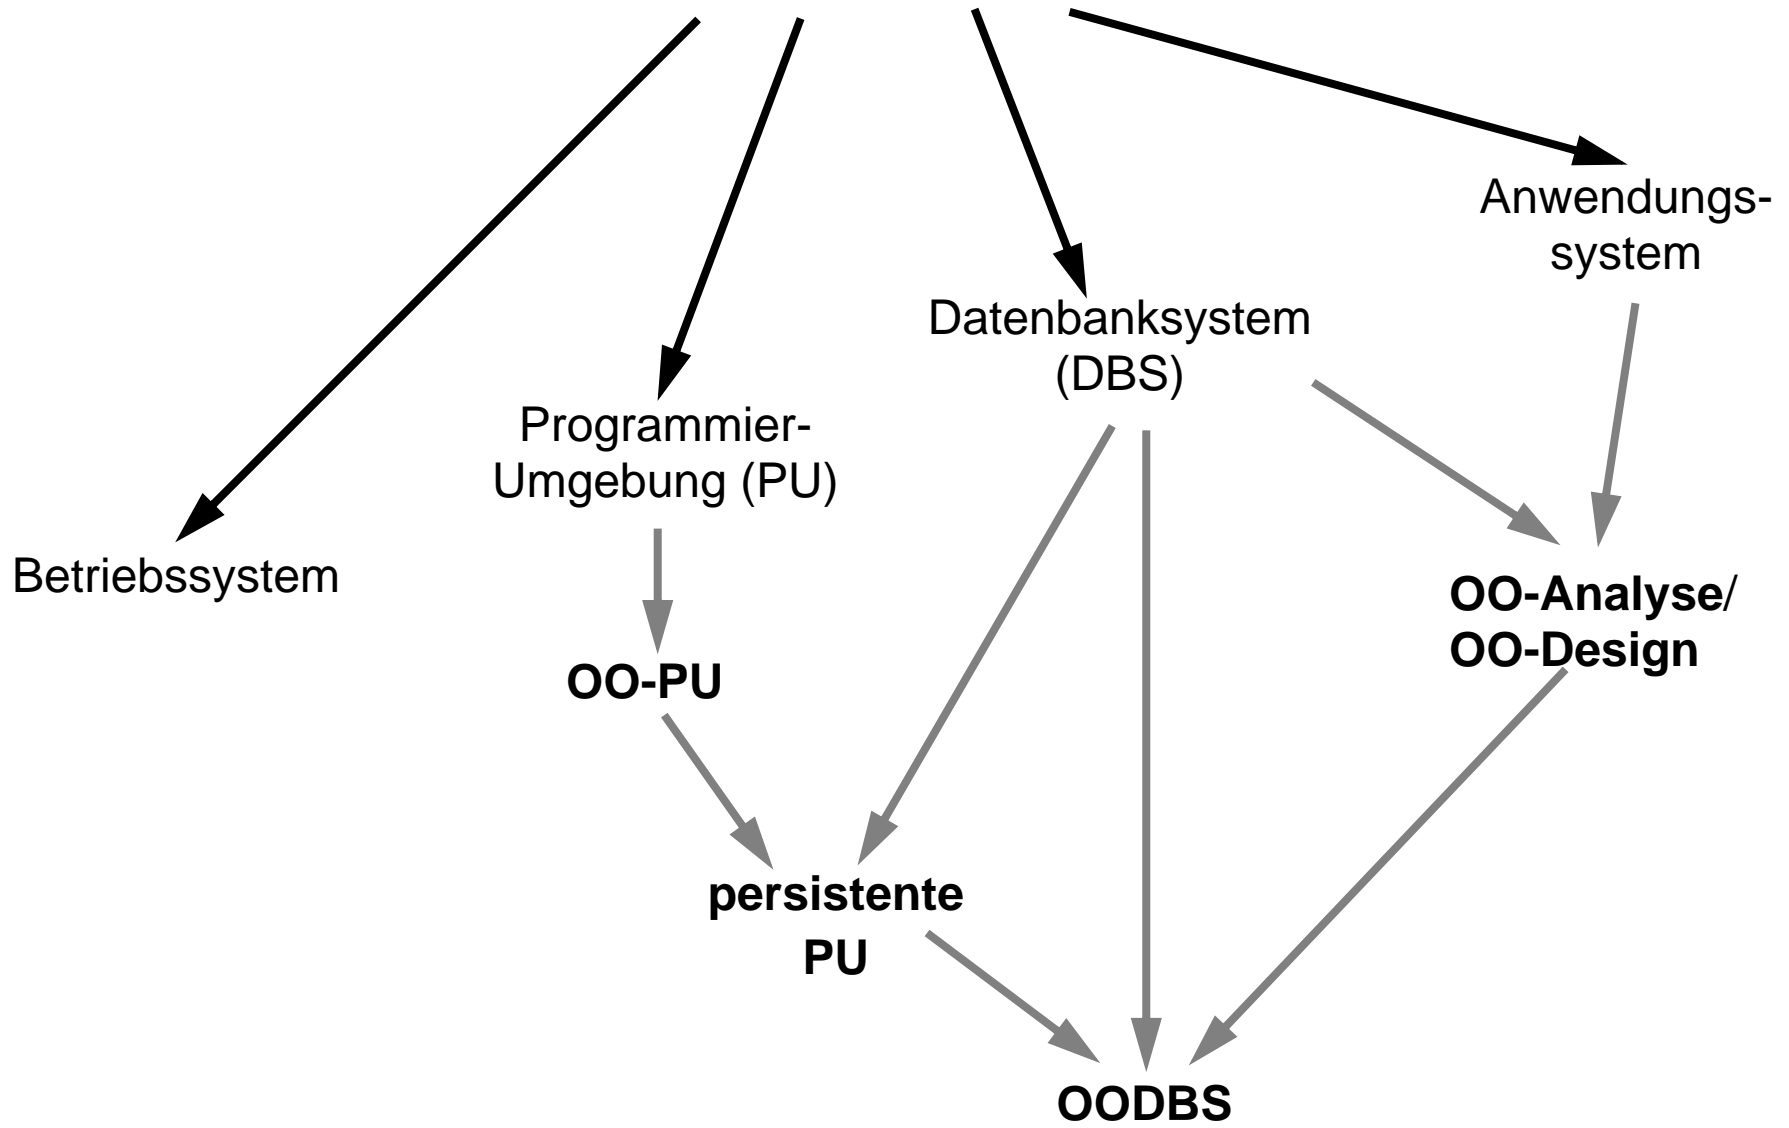 Anwendungs-
system
Datenbanksystem
(DBS)
Programmier-
Umgebung (PU)
Betriebssystem
OO-Analyse/
OO-Design
OO-PU
persistente
PU
OODBS